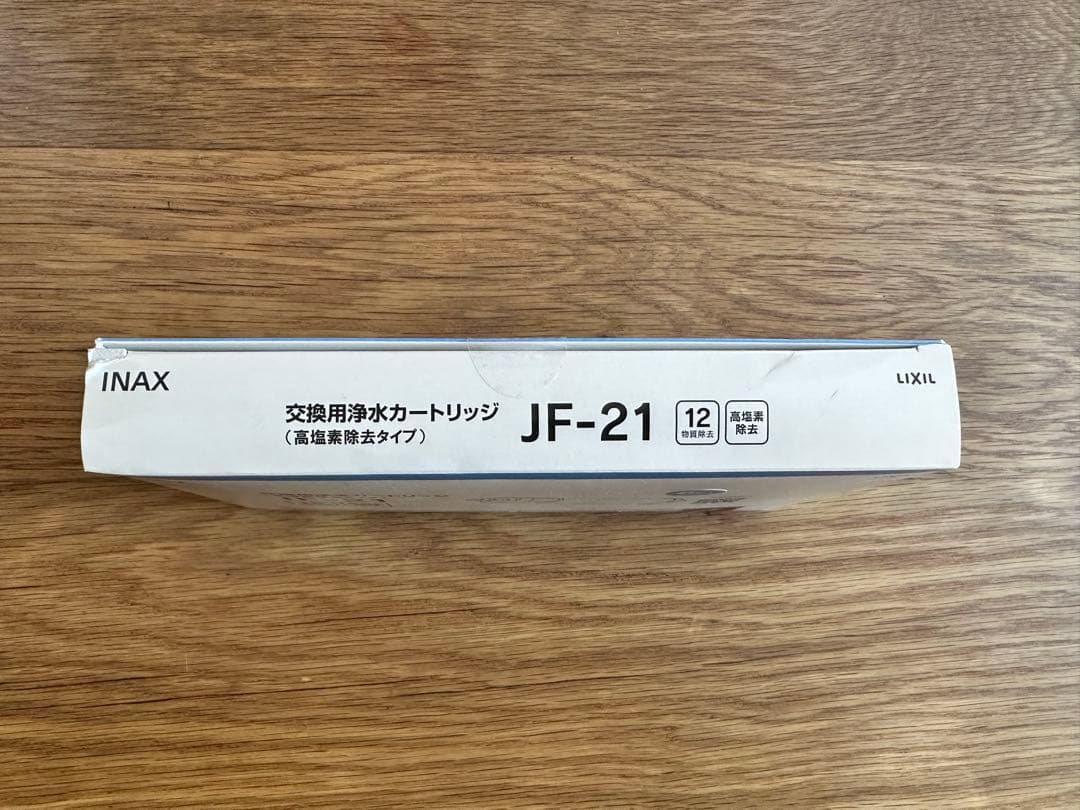 INAX
LIXIL
交換用浄水カートリッジ
(高塩素除去タイプ)
JF-21
12
物質除去
高塩素
除去